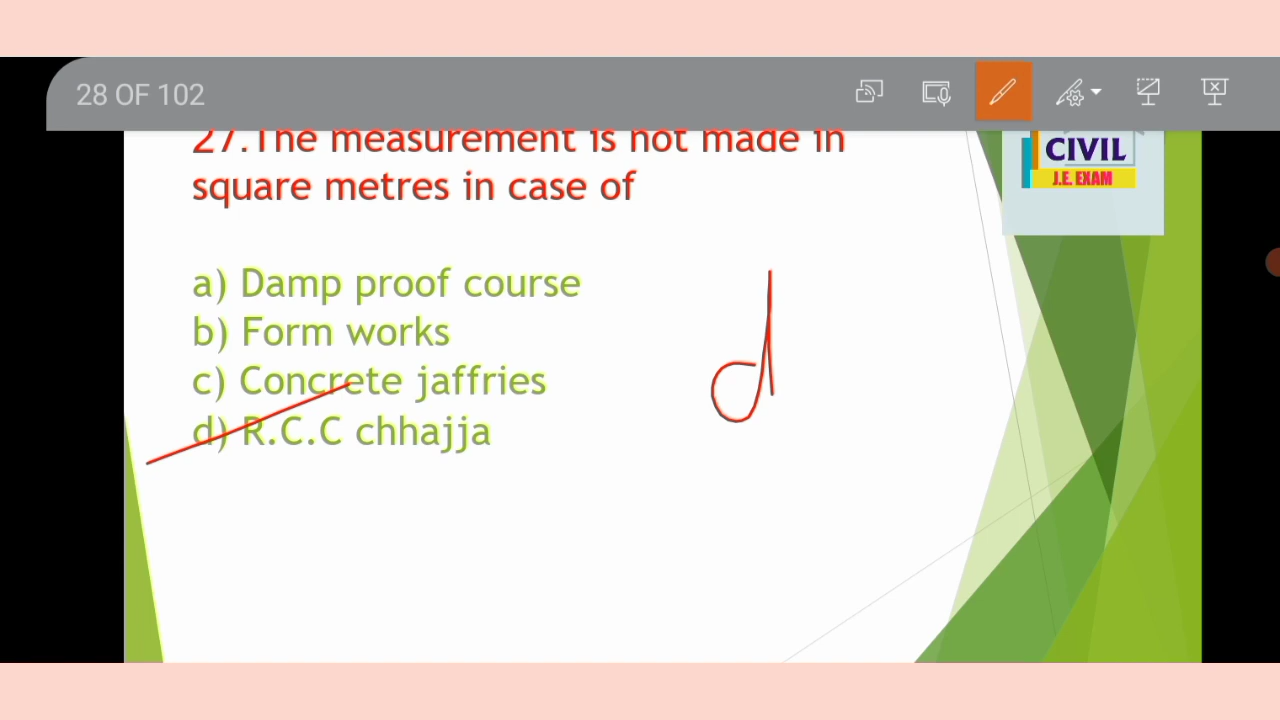 28 OF 102
27.The measurement is not made in
square metres in case of
CIVIL
J.E. EXAM
a) Damp proof course
b) Form works
c) Concrete jaffries
d) R.C.C chhajja
d